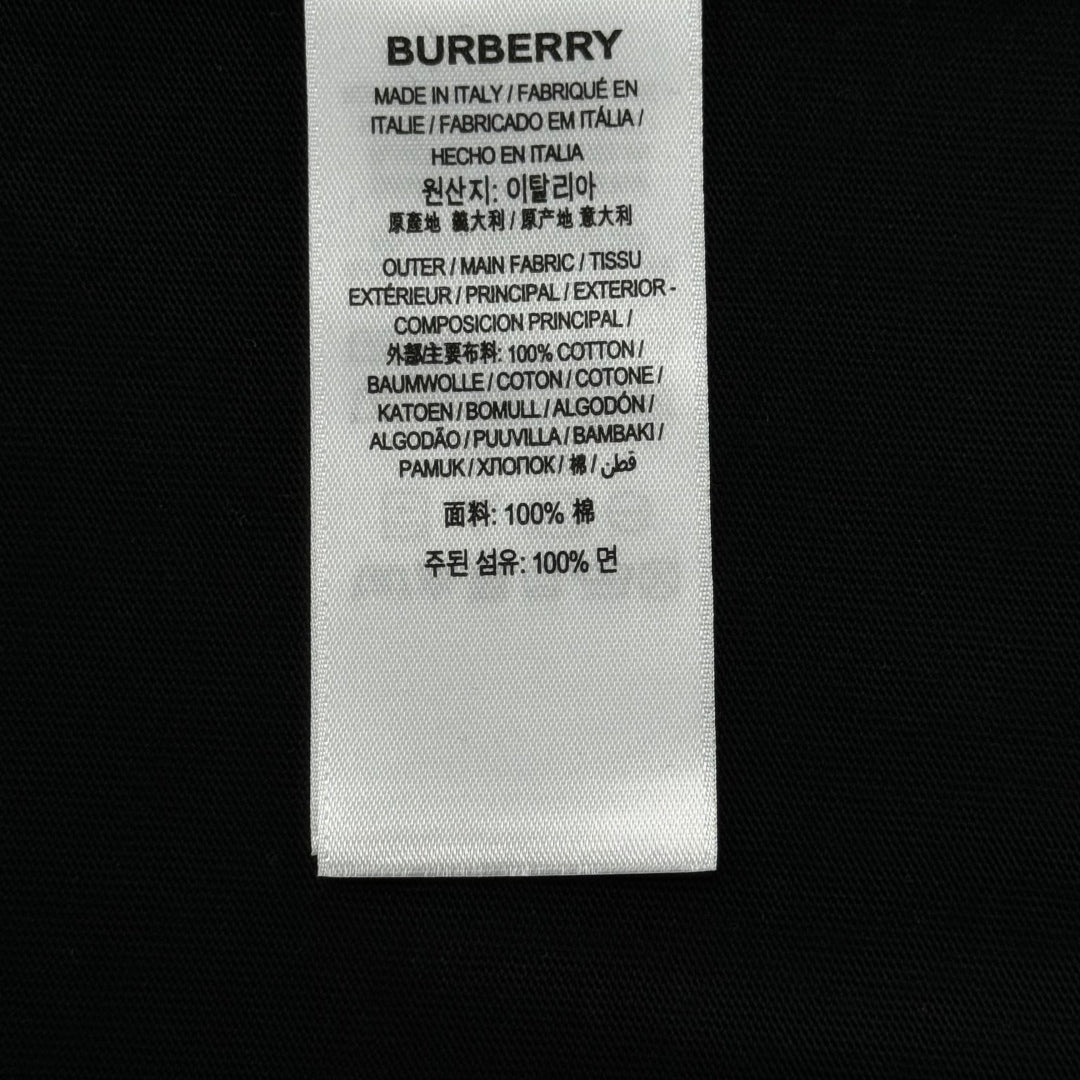 BURBERRY
MADE IN ITALY / FABRIQUÉ EN
ITALIE / FABRICADO EM ITÁLIA /
HECHO EN ITALIA
원산지: 이탈리아
原產地 義大利 / 原产地 意大利
OUTER / MAIN FABRIC / TISSU
EXTÉRIEUR / PRINCIPAL / EXTERIOR -
COMPOSICION PRINCIPAL /
外部/主要布料: 100% COTTON /
BAUMWOLLE / COTON / COTONE /
KATOEN / BOMULL / ALGODÓN /
ALGODÃO / PUUVILLA / BAMBAKI /
PAMUK / ХЛОПОК / 棉 / قطن
面料: 100% 棉
주된 섬유: 100% 면